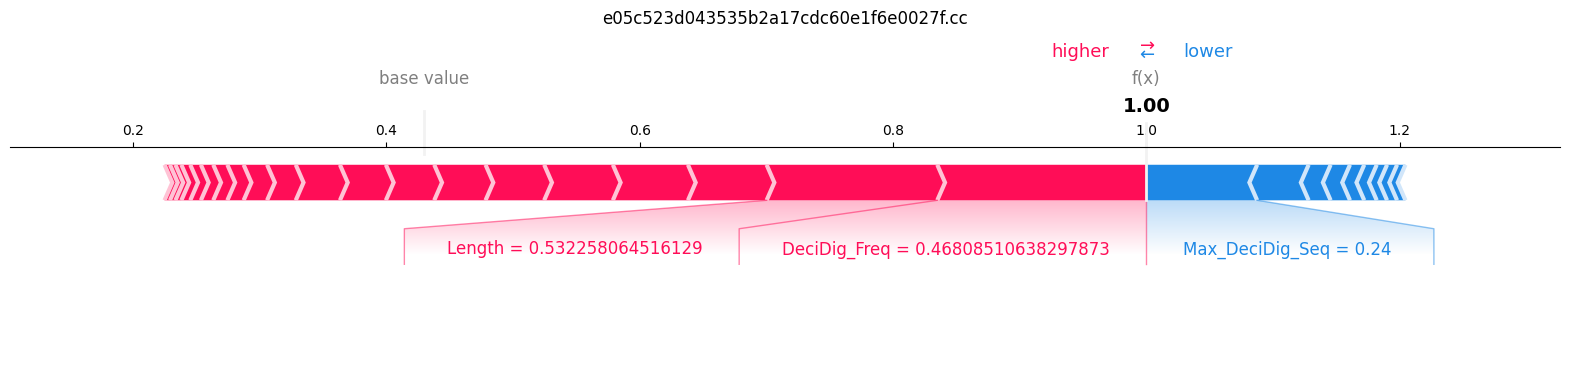 e05c523d043535b2a17cdc60e1f6e0027f.cc
higher ⇄ lower
base value f(x)
1.00
0.2 0.4 0.6 0.8 1.0 1.2
Length = 0.532258064516129 DeciDig_Freq = 0.46808510638297873 Max_DeciDig_Seq = 0.24